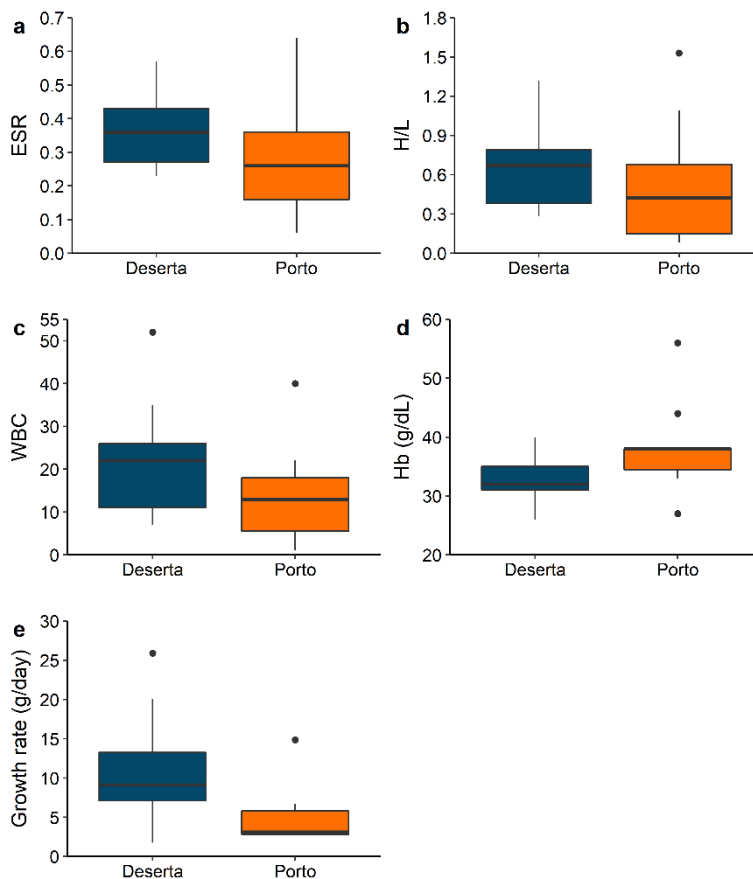 a
ESR
0.7
0.6
0.5
0.4
0.3
0.2
0.1
0.0
Deserta Porto
b
H/L
1.8
1.5
1.2
0.9
0.6
0.3
0.0
Deserta Porto
c
WBC
55
50
40
30
20
10
0
Deserta Porto
d
Hb (g/dL)
60
50
40
30
20
Deserta Porto
e
Growth rate (g/day)
30
25
20
15
10
5
0
Deserta Porto